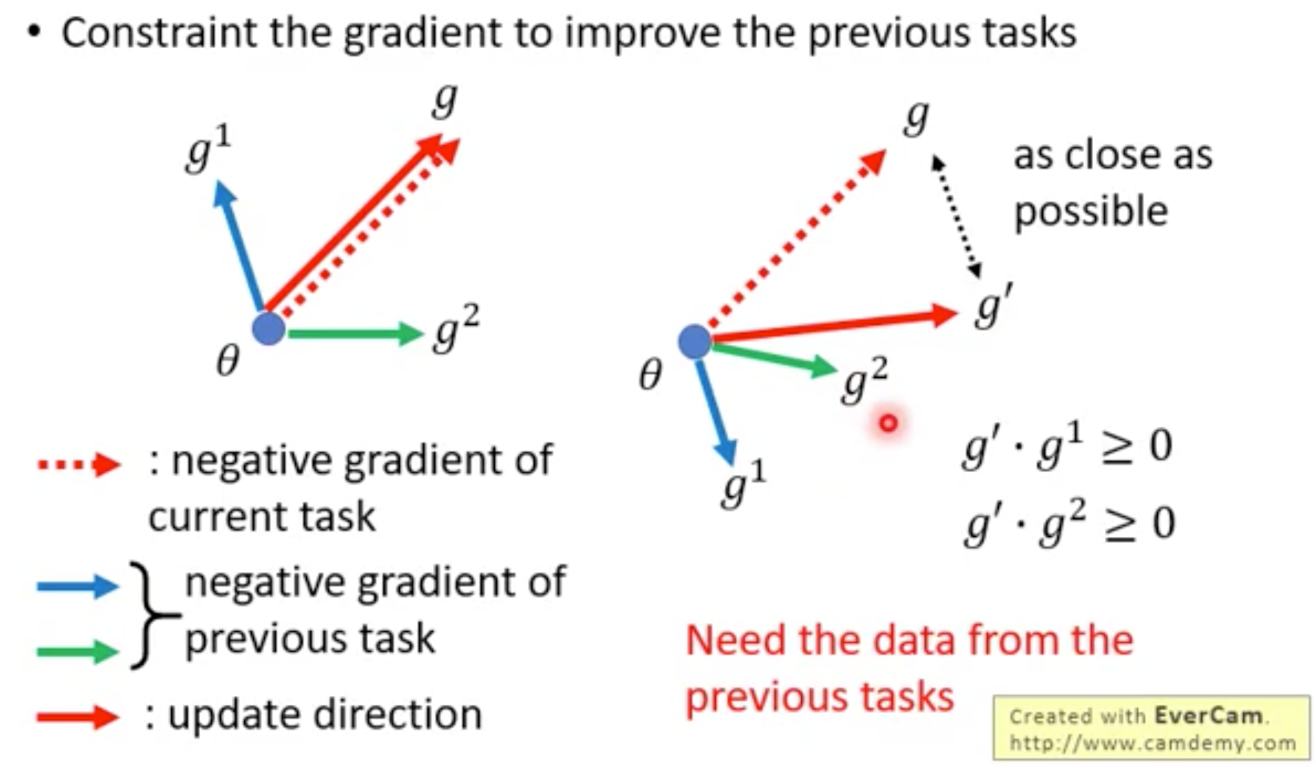 • Constraint the gradient to improve the previous tasks
g
g¹
g²
θ
g
as close as
possible
g′
θ
g²
g¹
g′ · g¹ ≥ 0
g′ · g² ≥ 0
: negative gradient of
current task
negative gradient of
previous task
: update direction
Need the data from the
previous tasks
Created with EverCam.
http://www.camdemy.com